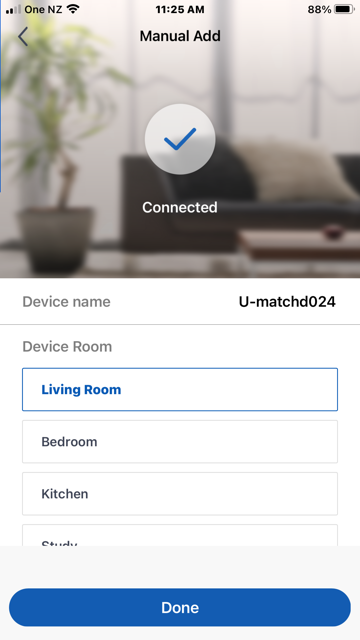 One NZ
11:25 AM
88%
Manual Add
Connected
Device name
U-matchd024
Device Room
Living Room
Bedroom
Kitchen
Study
Done